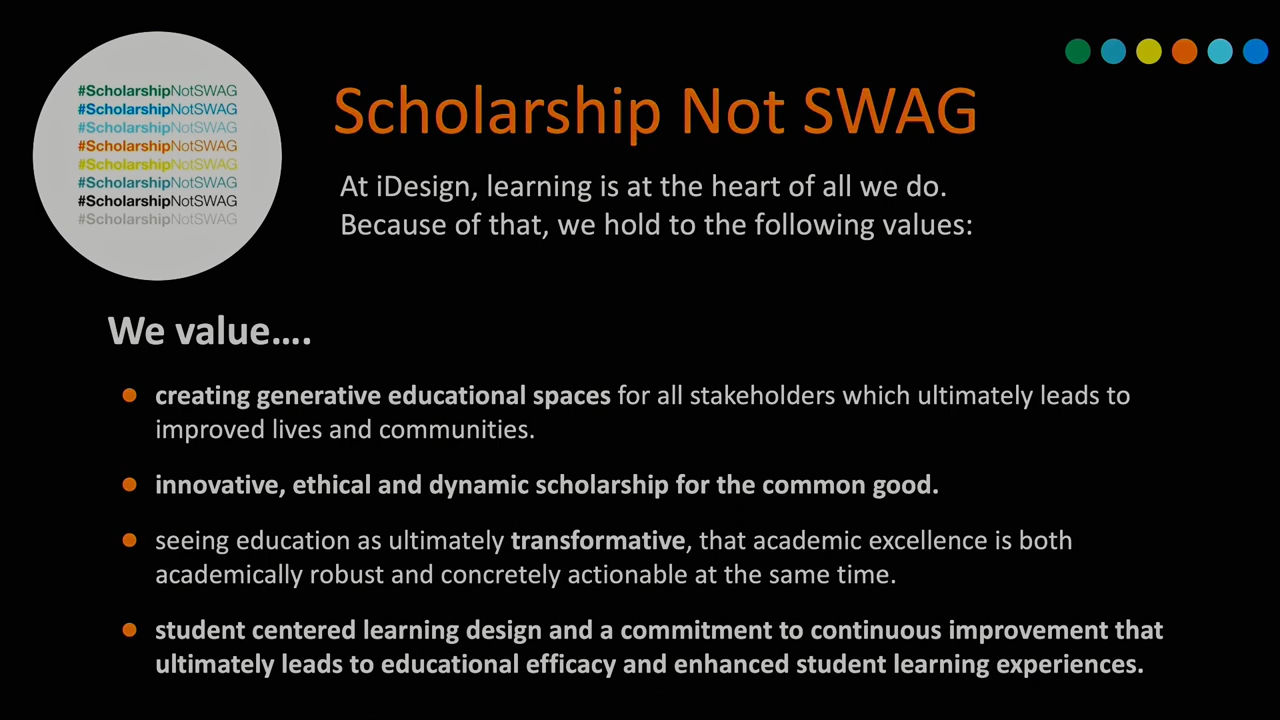 #ScholarshipNotSWAG
#ScholarshipNotSWAG
#ScholarshipNotSWAG
#ScholarshipNotSWAG
#ScholarshipNotSWAG
#ScholarshipNotSWAG
#ScholarshipNotSWAG
#ScholarshipNotSWAG
Scholarship Not SWAG
At iDesign, learning is at the heart of all we do.
Because of that, we hold to the following values:
We value....
creating generative educational spaces for all stakeholders which ultimately leads to
improved lives and communities.
innovative, ethical and dynamic scholarship for the common good.
seeing education as ultimately transformative, that academic excellence is both
academically robust and concretely actionable at the same time.
student centered learning design and a commitment to continuous improvement that
ultimately leads to educational efficacy and enhanced student learning experiences.